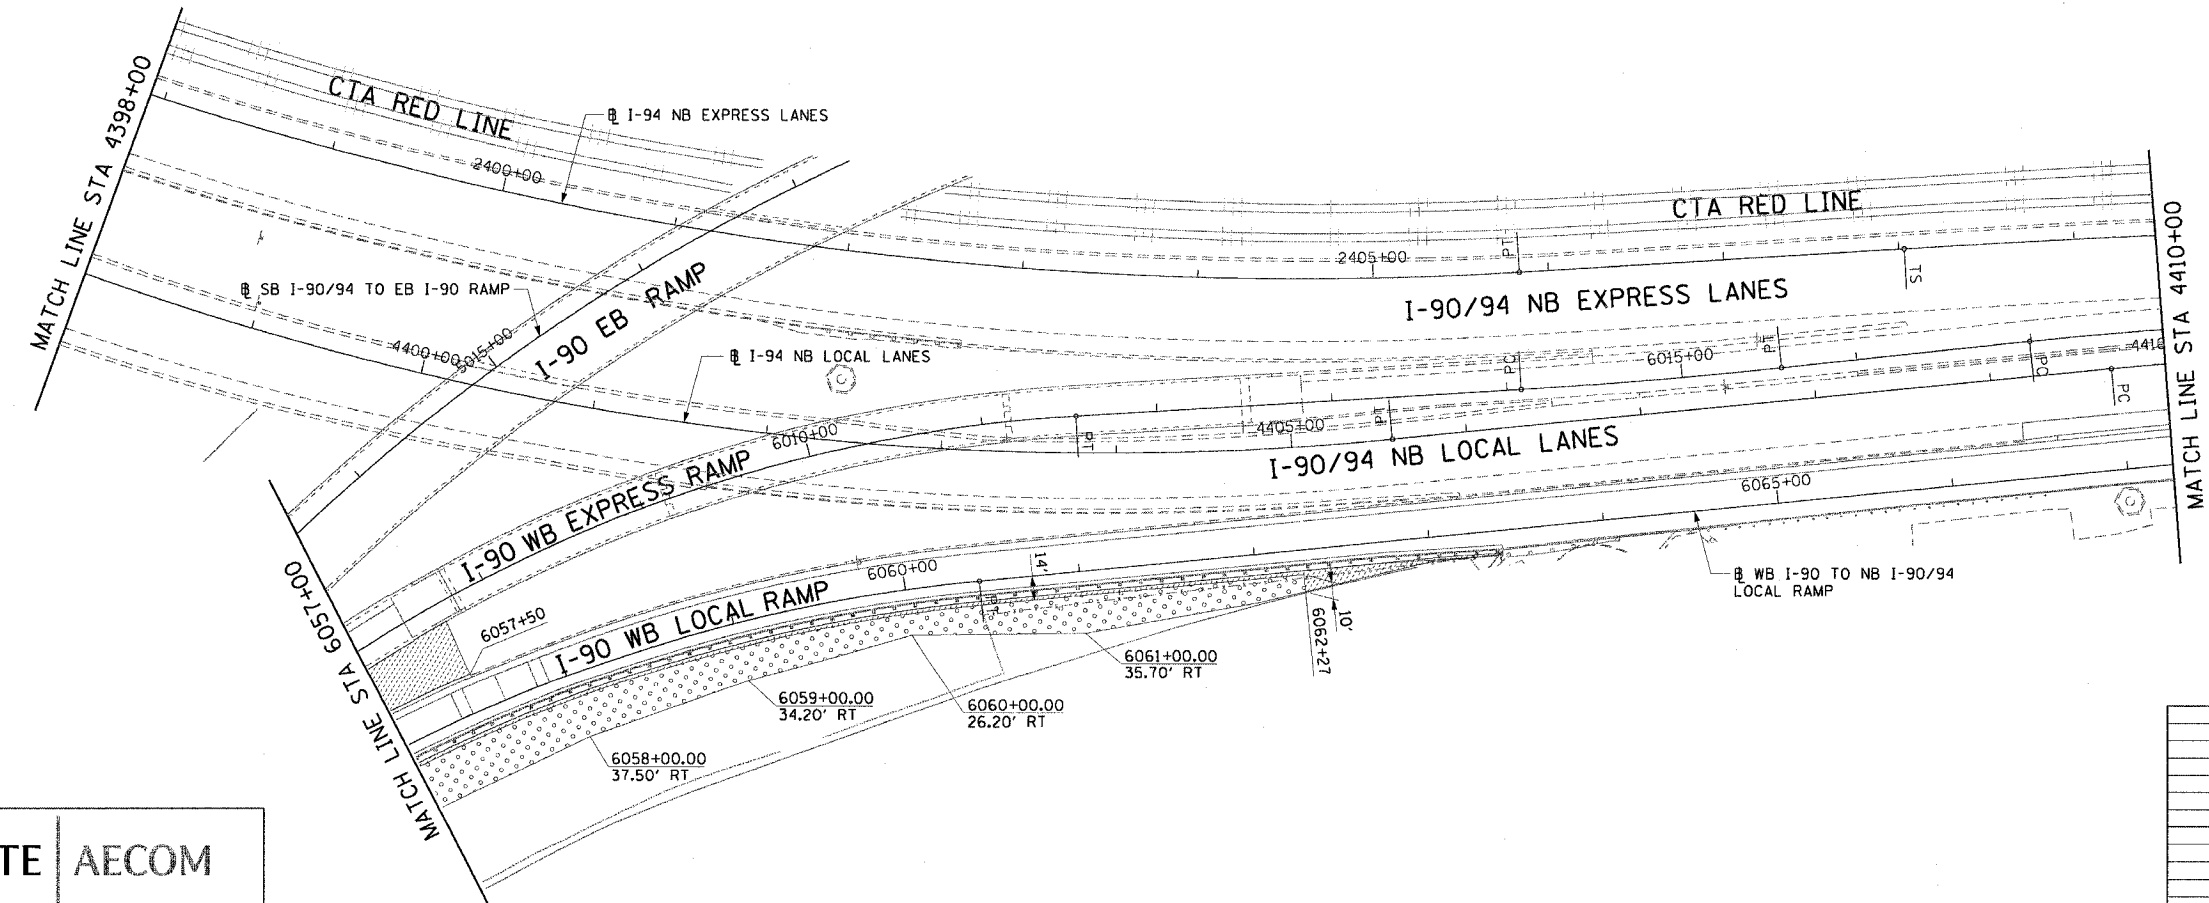 MATCH LINE STA 4398+00
CTA RED LINE
I-94 NB EXPRESS LANES
2400+00
SB I-90/94 TO EB I-90 RAMP
I-90 EB RAMP
4400+00
5015+00
I-94 NB LOCAL LANES
C
CTA RED LINE
2405+00
PT
TS
I-90/94 NB EXPRESS LANES
MATCH LINE STA 4410+00
PC
6015+00
PT
PC
PC
441
6010+00
PT
4405+00
I-90/94 NB LOCAL LANES
I-90 WB EXPRESS RAMP
6065+00
C
MATCH LINE STA 6057+00
6057+50
I-90 WB LOCAL RAMP
6060+00
14'
WB I-90 TO NB I-90/94
LOCAL RAMP
10'
6062+27
6061+00.00
35.70' RT
6060+00.00
26.20' RT
6059+00.00
34.20' RT
6058+00.00
37.50' RT
TE
AECOM